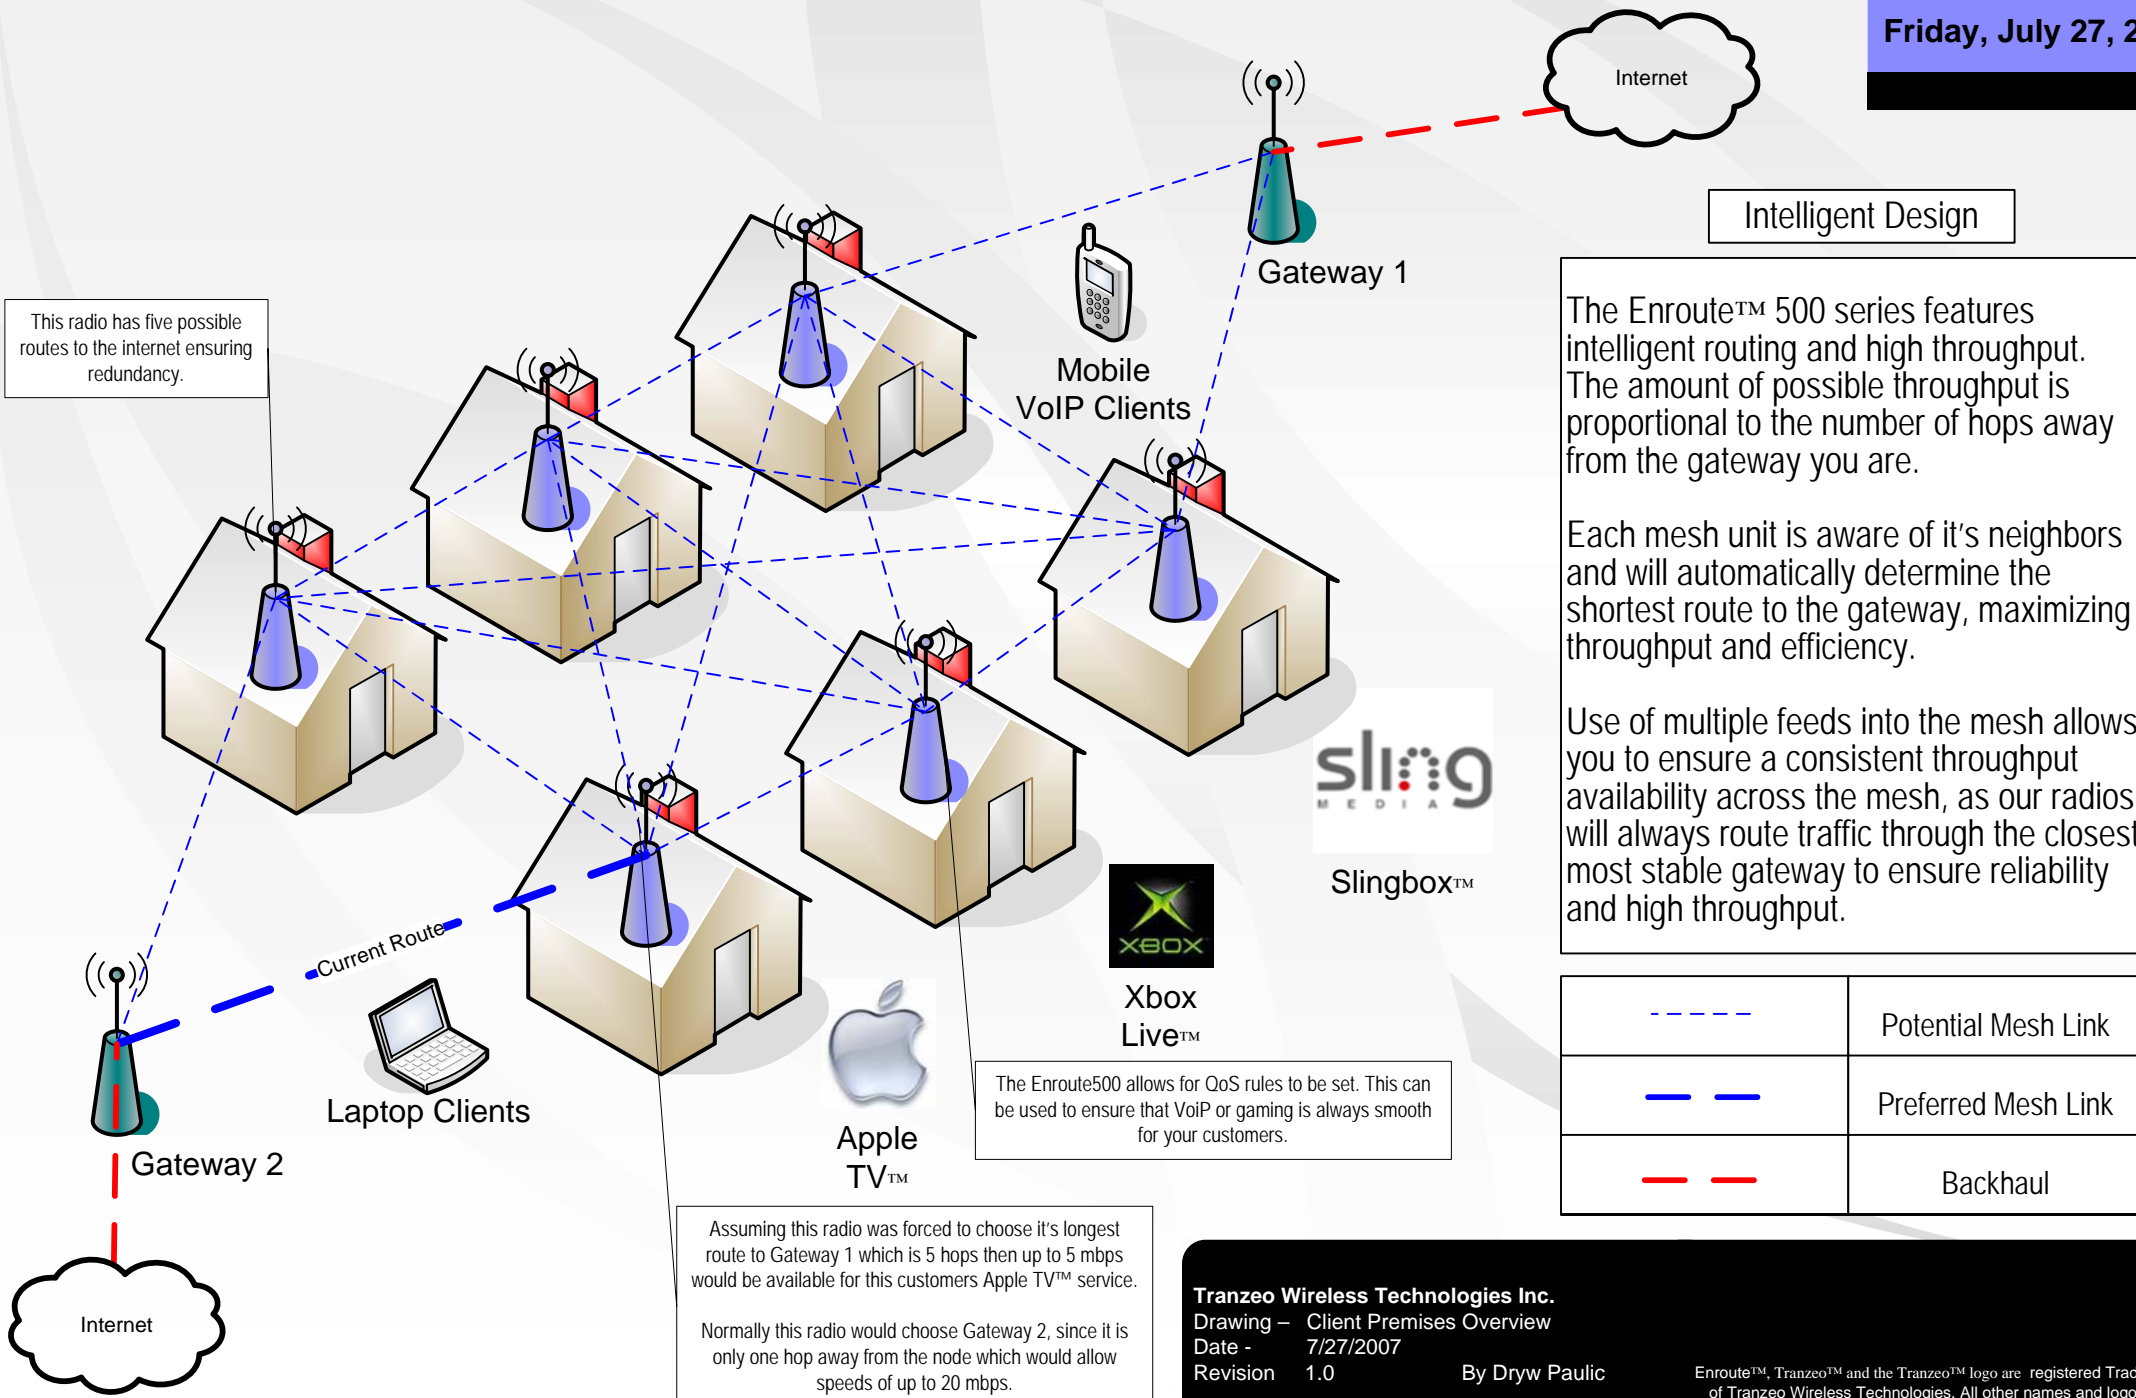 Friday, July 27, 2
Internet
Intelligent Design
Gateway 1
The Enroute™ 500 series features
intelligent routing and high throughput.
The amount of possible throughput is
proportional to the number of hops away
from the gateway you are.
Each mesh unit is aware of it's neighbors
and will automatically determine the
shortest route to the gateway, maximizing
throughput and efficiency.
Use of multiple feeds into the mesh allows
you to ensure a consistent throughput
availability across the mesh, as our radios
will always route traffic through the closest
most stable gateway to ensure reliability
and high throughput.
This radio has five possible
routes to the internet ensuring
redundancy.
Mobile
VoIP Clients
sling
MEDIA
Slingbox™
XBOX
Xbox
Live™
Current Route
Laptop Clients
Apple
TV™
Gateway 2
Internet
The Enroute500 allows for QoS rules to be set. This can
be used to ensure that VoiP or gaming is always smooth
for your customers.
Potential Mesh Link
Preferred Mesh Link
Backhaul
Assuming this radio was forced to choose it's longest
route to Gateway 1 which is 5 hops then up to 5 mbps
would be available for this customers Apple TV™ service.
Normally this radio would choose Gateway 2, since it is
only one hop away from the node which would allow
speeds of up to 20 mbps.
Tranzeo Wireless Technologies Inc.
Drawing – Client Premises Overview
Date - 7/27/2007
Revision 1.0 By Dryw Paulic
Enroute™, Tranzeo™ and the Tranzeo™ logo are registered Trad
of Tranzeo Wireless Technologies. All other names and logo